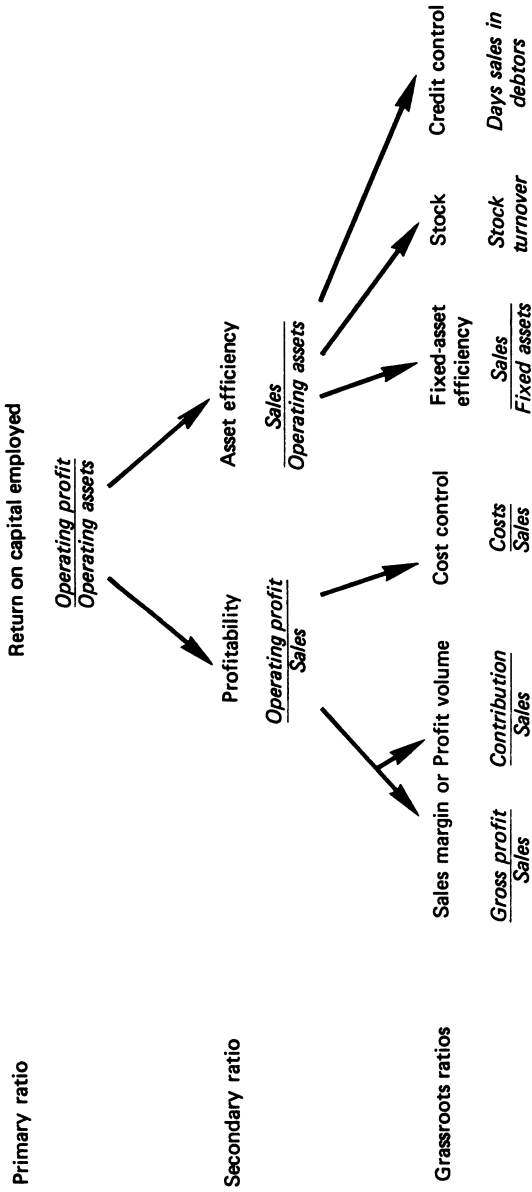 Primary ratio
Return on capital employed
Operating profit
Operating assets
Secondary ratio
Profitability
Asset efficiency
Operating profit
Sales
Sales
Operating assets
Grassroots ratios
Sales margin or Profit volume
Cost control
Fixed-asset
efficiency
Stock
Credit control
Gross profit
Sales
Contribution
Sales
Costs
Sales
Sales
Fixed assets
Stock
turnover
Days sales in
debtors